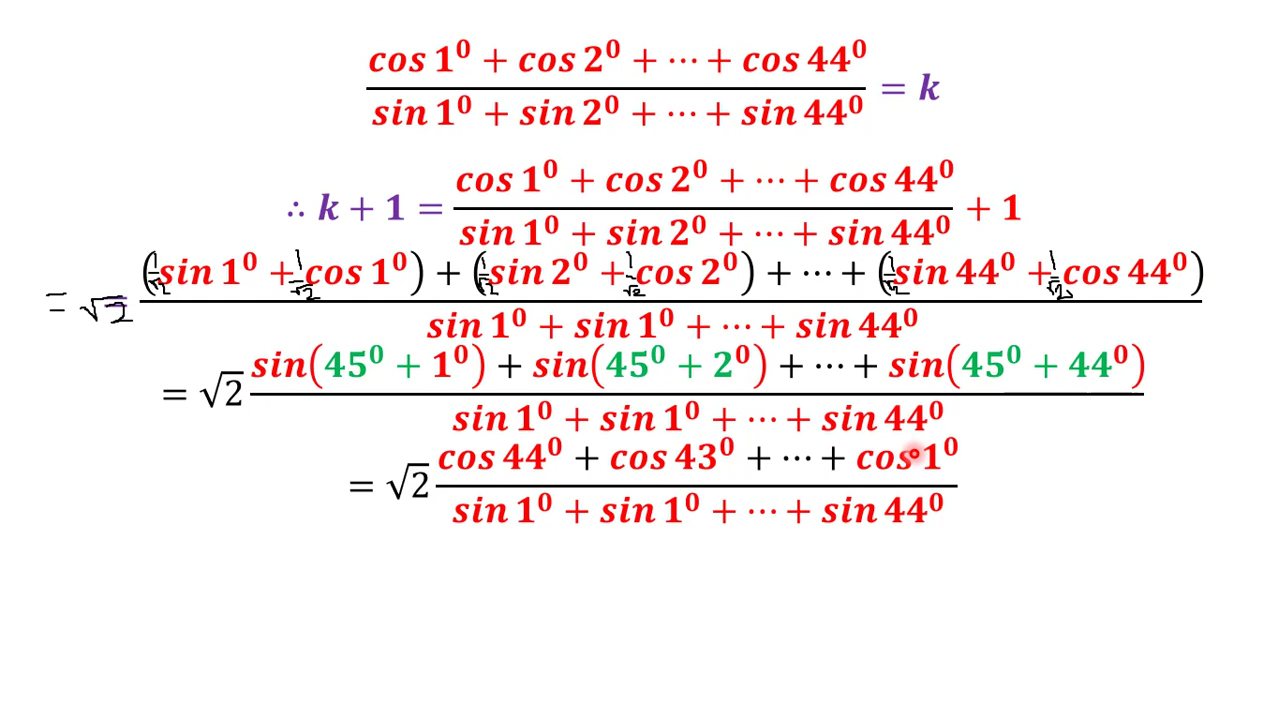 cos 1⁰ + cos 2⁰ + ⋯ + cos 44⁰
sin 1⁰ + sin 2⁰ + ⋯ + sin 44⁰
= k
∴ k + 1 =
cos 1⁰ + cos 2⁰ + ⋯ + cos 44⁰
sin 1⁰ + sin 2⁰ + ⋯ + sin 44⁰
+ 1
= √2
(1/√2 sin 1⁰ + 1/√2 cos 1⁰) + (1/√2 sin 2⁰ + 1/√2 cos 2⁰) + ⋯ + (1/√2 sin 44⁰ + 1/√2 cos 44⁰)
sin 1⁰ + sin 1⁰ + ⋯ + sin 44⁰
= √2
sin(45⁰ + 1⁰) + sin(45⁰ + 2⁰) + ⋯ + sin(45⁰ + 44⁰)
sin 1⁰ + sin 1⁰ + ⋯ + sin 44⁰
= √2
cos 44⁰ + cos 43⁰ + ⋯ + cos 1⁰
sin 1⁰ + sin 1⁰ + ⋯ + sin 44⁰